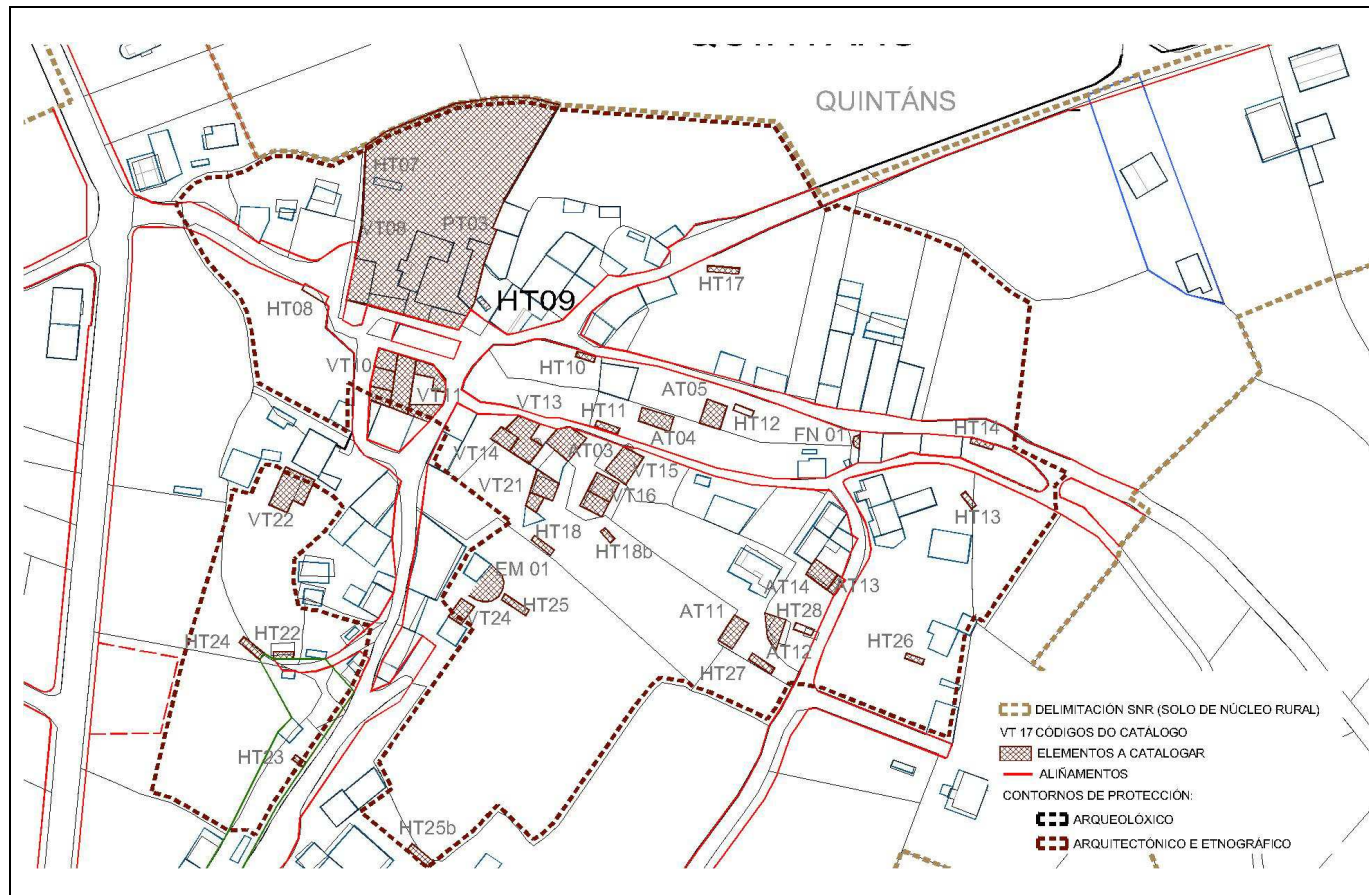 QUINTÁNS
HT07
VT08
PT03
HT09
HT08
HT17
VT10
VT11
HT10
AT05
VT13
HT11
HT12
AT04
FN 01
HT14
VT14
AT03
VT15
VT21
VT16
VT22
HT13
HT18
HT18b
EM 01
HT25
VT24
AT14
AT13
AT11
HT28
AT12
HT24
HT22
HT27
HT26
HT23
HT25b
DELIMITACIÓN SNR (SOLO DE NÚCLEO RURAL)
VT 17 CÓDIGOS DO CATÁLOGO
ELEMENTOS A CATALOGAR
ALIÑAMENTOS
CONTORNOS DE PROTECCIÓN:
ARQUEOLÓXICO
ARQUITECTÓNICO E ETNOGRÁFICO